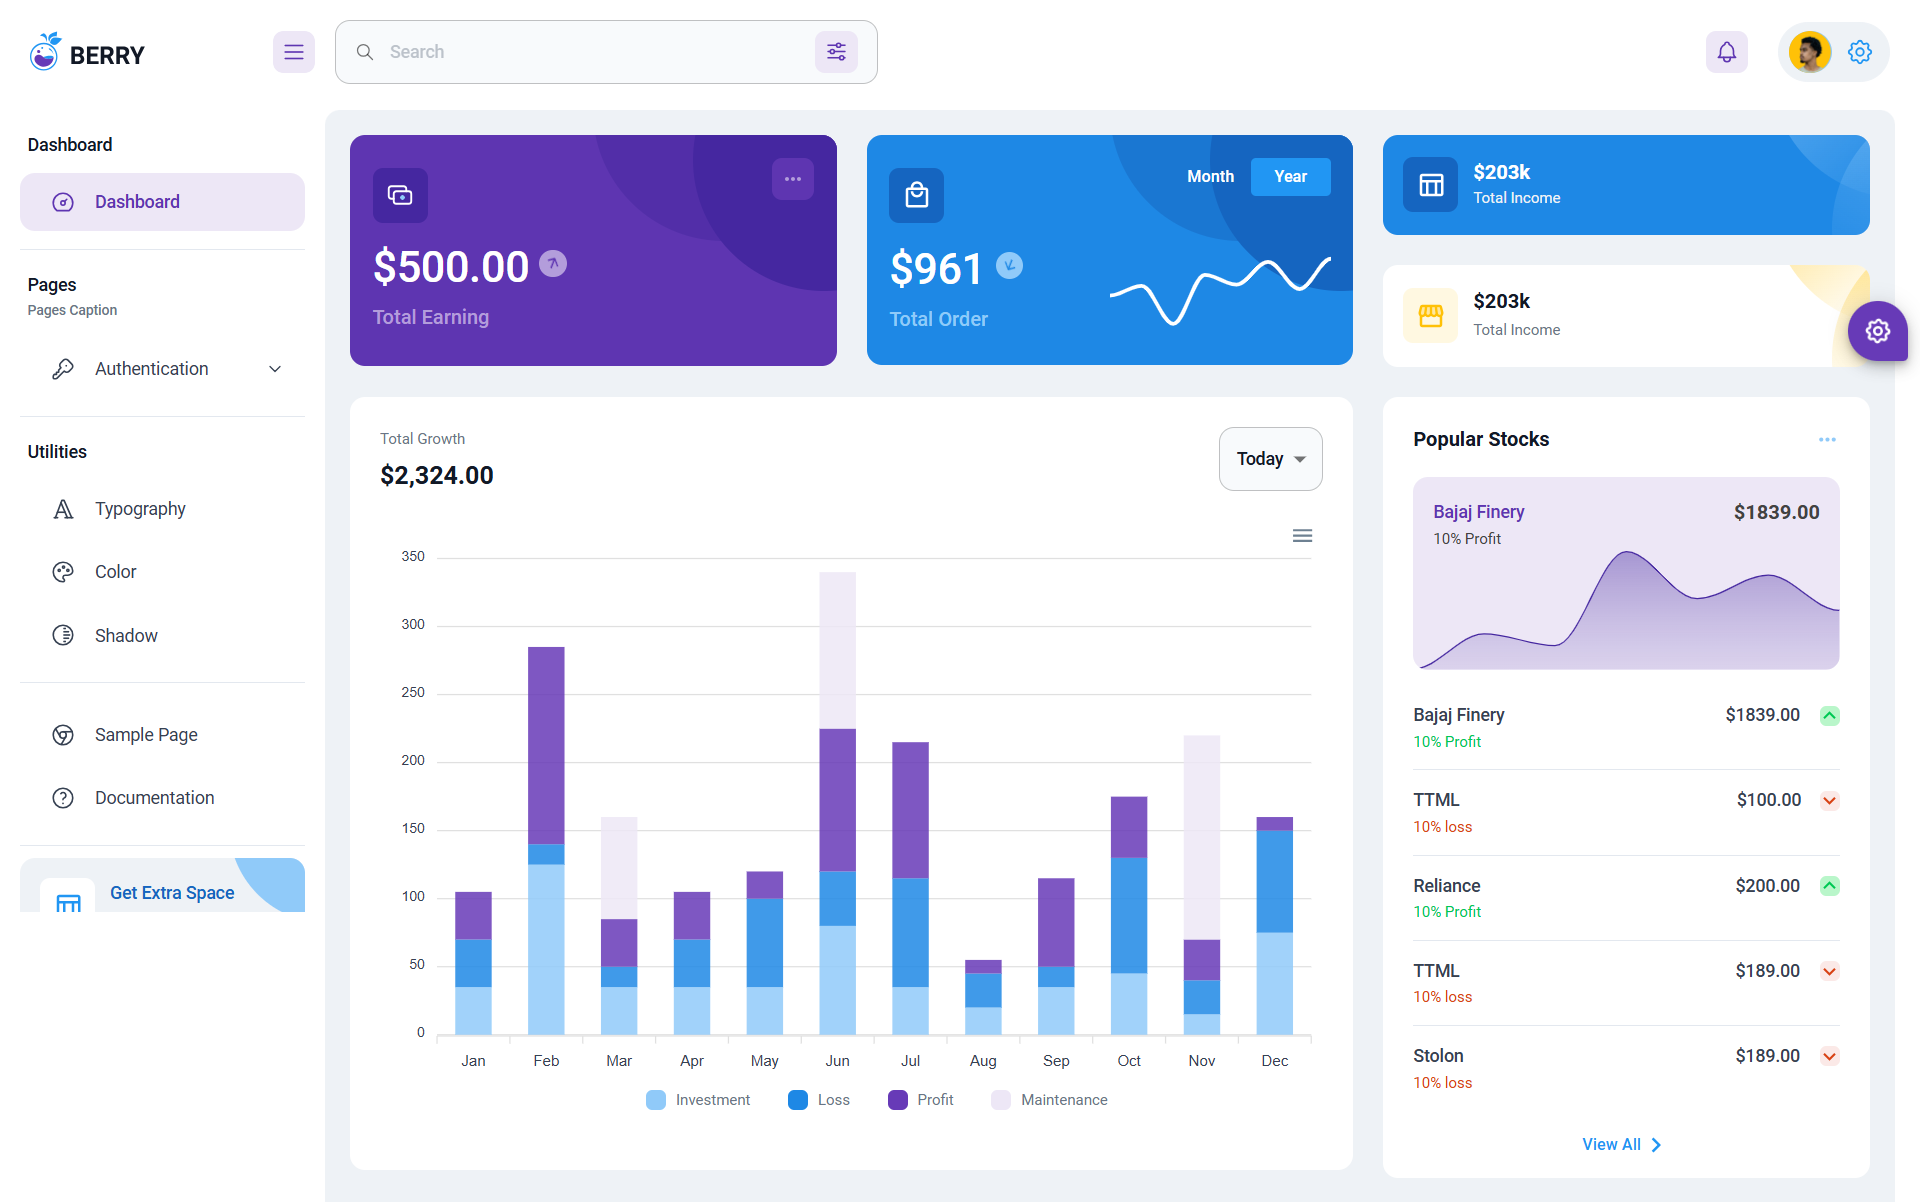 BERRY
Search
Dashboard
Dashboard
Pages
Pages Caption
Authentication
Utilities
Typography
Color
Shadow
Sample Page
Documentation
Get Extra Space
$500.00
Total Earning
Month Year
$961
Total Order
$203k
Total Income
$203k
Total Income
Total Growth
$2,324.00
Today
350
300
250
200
150
100
50
0
Jan Feb Mar Apr May Jun Jul Aug Sep Oct Nov Dec
Investment Loss Profit Maintenance
Popular Stocks
Bajaj Finery $1839.00
10% Profit
Bajaj Finery $1839.00
10% Profit
TTML $100.00
10% loss
Reliance $200.00
10% Profit
TTML $189.00
10% loss
Stolon $189.00
10% loss
View All